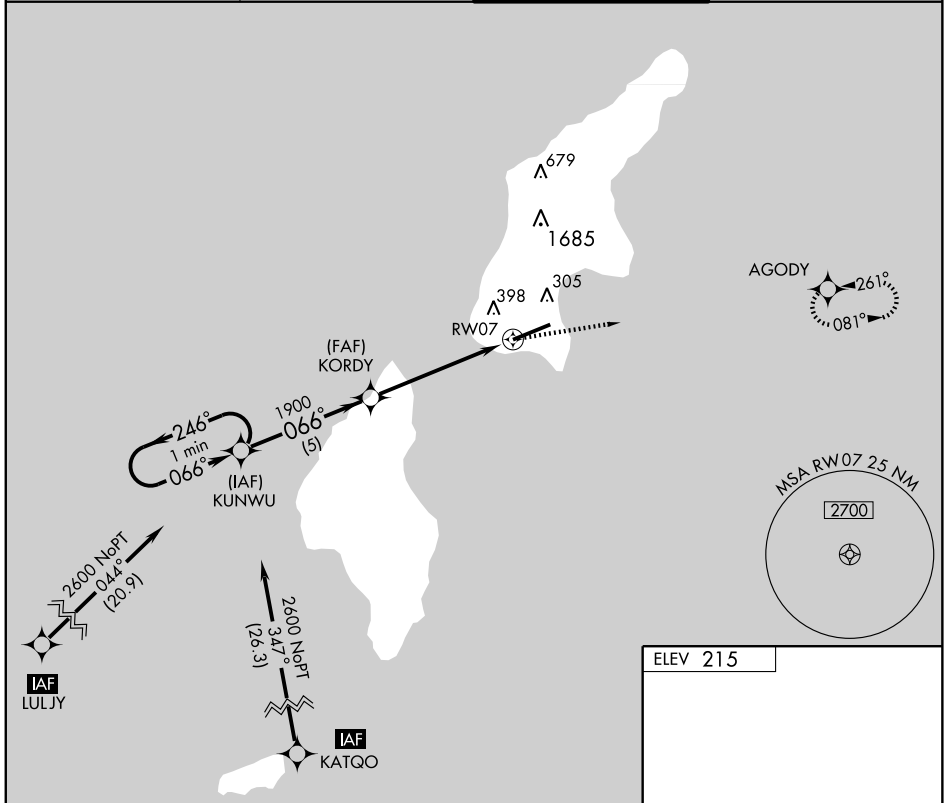 679
1685
305
398
RW07
AGODY
261°
081°
(FAF)
KORDY
1900
066°
(5)
246°
1 min
066°
(IAF)
KUNWU
MSA RW07 25 NM
2700
2600 NoPT
044°
(20.9)
2600 NoPT
347°
(26.3)
IAF
LULJY
IAF
KATQO
ELEV 215